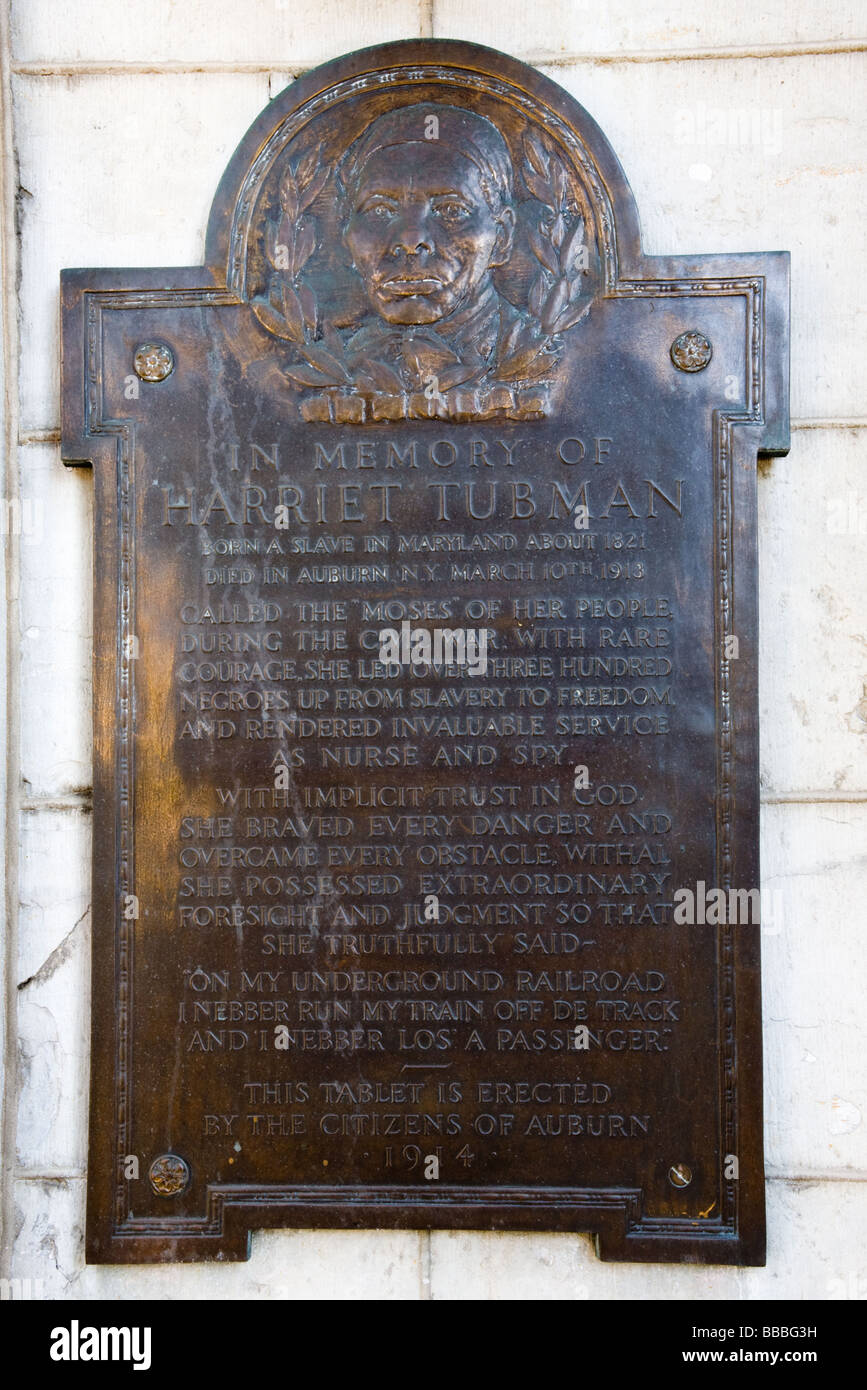 IN MEMORY OF
HARRIET TUBMAN
BORN A SLAVE IN MARYLAND ABOUT 1821
DIED IN AUBURN, N.Y. MARCH 10TH, 1913
CALLED THE "MOSES" OF HER PEOPLE,
DURING THE CIVIL WAR, WITH RARE
COURAGE, SHE LED OVER THREE HUNDRED
NEGROES UP FROM SLAVERY TO FREEDOM,
AND RENDERED INVALUABLE SERVICE
AS NURSE AND SPY.
WITH IMPLICIT TRUST IN GOD
SHE BRAVED EVERY DANGER AND
OVERCAME EVERY OBSTACLE, WITHAL
SHE POSSESSED EXTRAORDINARY
FORESIGHT AND JUDGMENT SO THAT
SHE TRUTHFULLY SAID-
"ON MY UNDERGROUND RAILROAD
I NEBBER RUN MY TRAIN OFF DE TRACK
AND I NEBBER LOS' A PASSENGER."
THIS TABLET IS ERECTED
BY THE CITIZENS OF AUBURN
·1914·
alamy
alamy
a
a
alamy stock photo
BBBG3H
www.alamy.com